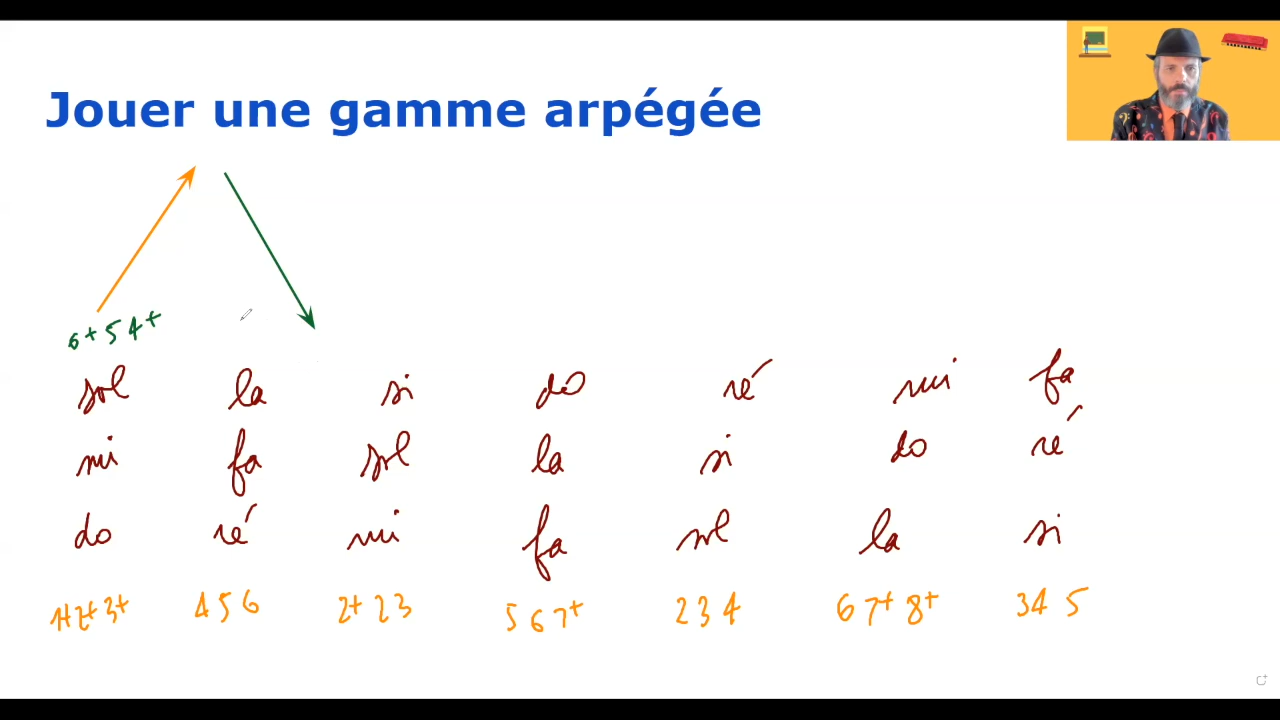 Jouer une gamme arpégée
6+ 5 4+
sol la si do ré mi fa
mi fa sol la si do ré
do ré mi fa sol la si
1+ 2+ 3+ 4 5 6 2+ 2 3 5 6 7+ 2 3 4 6 7+ 8+ 3 4 5